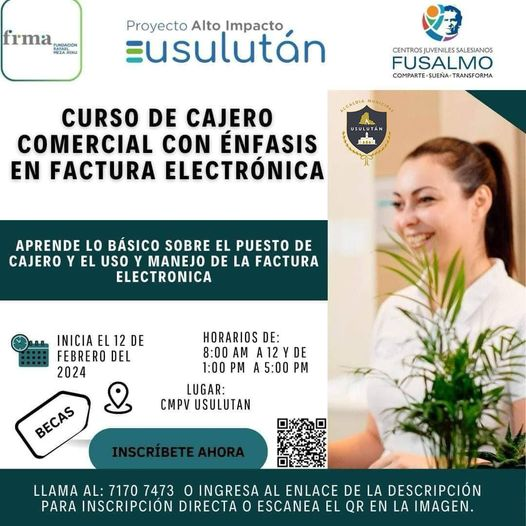 frma
FUNDACIÓN
RAFAEL
MEZA AYAU
Proyecto Alto Impacto
usulután
CENTROS JUVENILES SALESIANOS
FUSALMO
COMPARTE · SUEÑA · TRANSFORMA
CURSO DE CAJERO
COMERCIAL CON ÉNFASIS
EN FACTURA ELECTRÓNICA
ALCALDIA MUNICIPAL
USULUTÁN
APRENDE LO BÁSICO SOBRE EL PUESTO DE
CAJERO Y EL USO Y MANEJO DE LA FACTURA
ELECTRONICA
INICIA EL 12 DE
FEBRERO DEL
2024
HORARIOS DE:
8:00 AM A 12 Y DE
1:00 PM A 5:00 PM
LUGAR:
CMPV USULUTAN
BECAS
INSCRÍBETE AHORA
LLAMA AL: 7170 7473 O INGRESA AL ENLACE DE LA DESCRIPCIÓN
PARA INSCRIPCIÓN DIRECTA O ESCANEA EL QR EN LA IMAGEN.